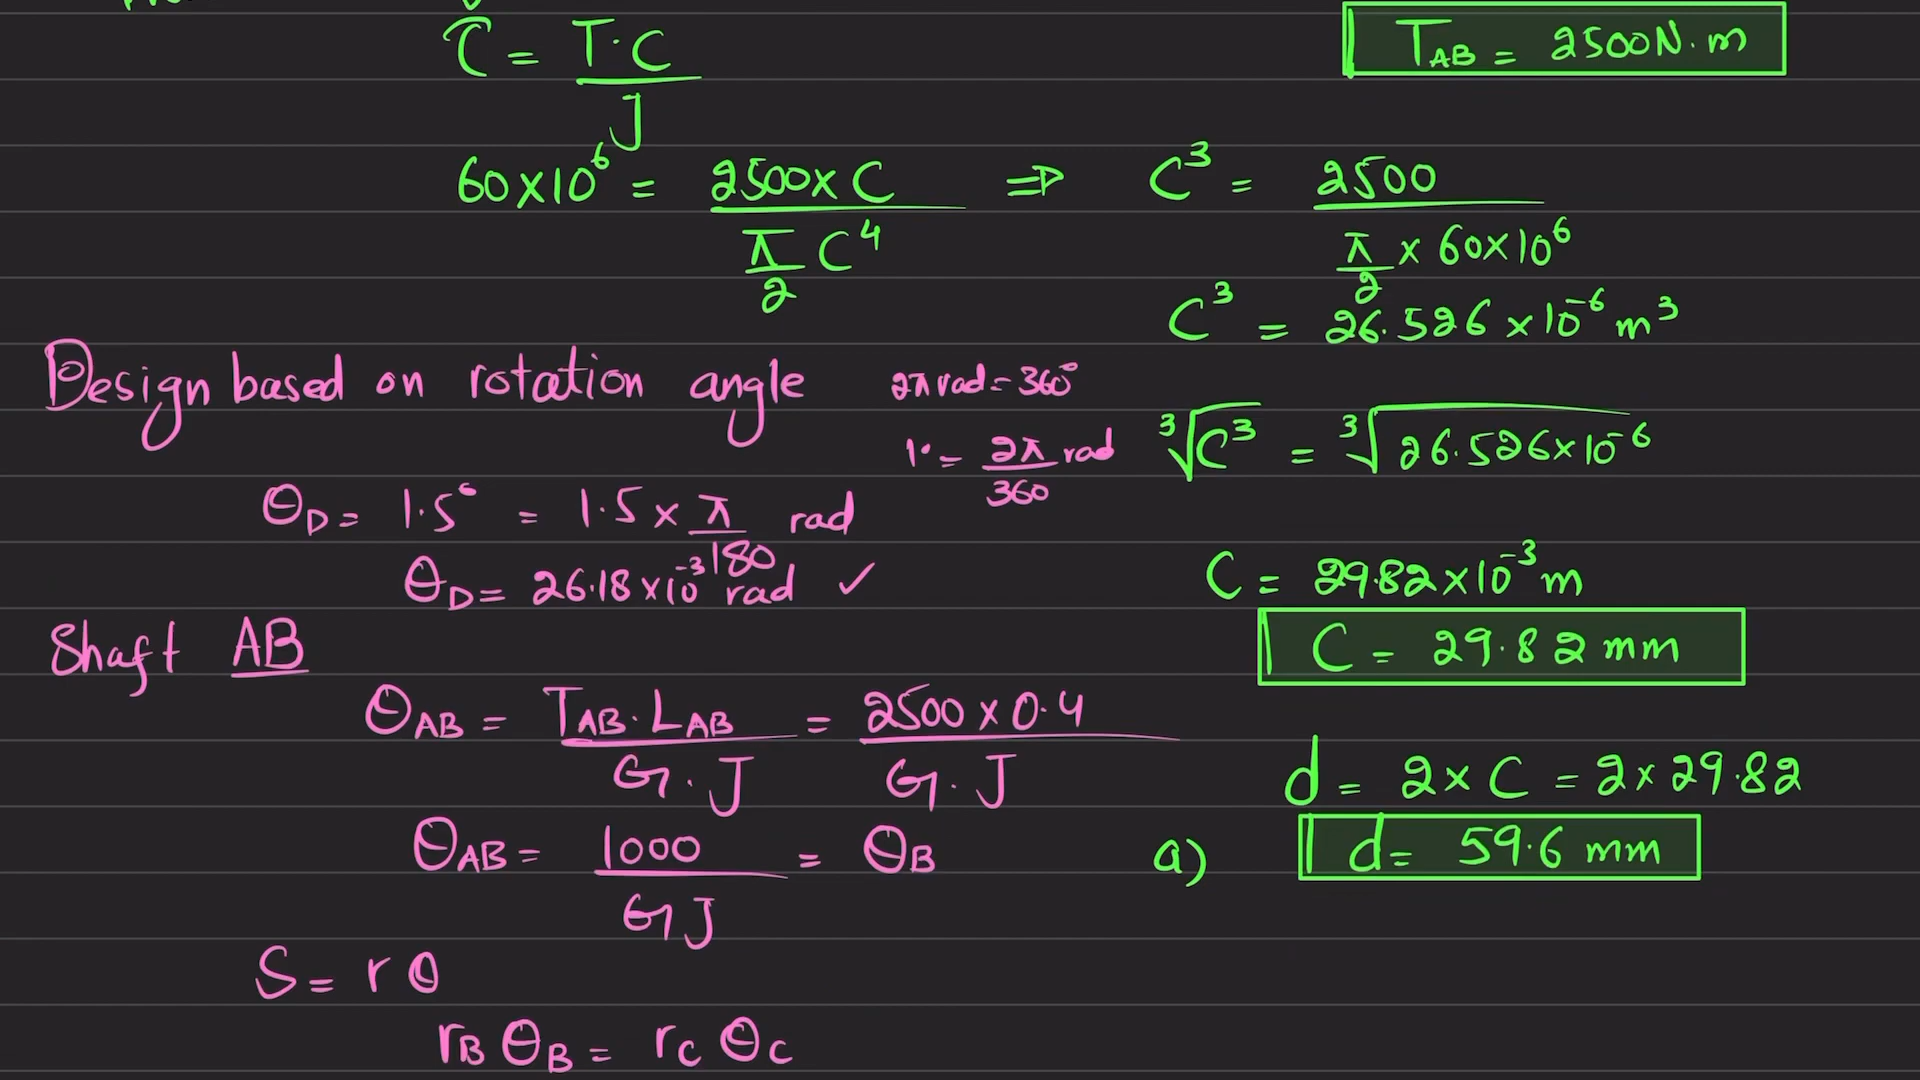 τ = T·C / J
T_AB = 2500 N·m
60×10⁶ = 2500×C / (π/2 C⁴) ⇒ C³ = 2500 / (π/2 × 60×10⁶)
C³ = 26.526×10⁻⁶ m³
Design based on rotation angle
2π rad = 360°
1° = 2π/360 rad
∛C³ = ∛26.526×10⁻⁶
θ_D = 1.5° = 1.5 × π/180 rad
θ_D = 26.18×10⁻³ rad ✓
C = 29.82×10⁻³ m
C = 29.82 mm
Shaft AB
θ_AB = T_AB·L_AB / G·J = 2500×0.4 / G·J
d = 2×C = 2×29.82
θ_AB = 1000 / GJ = θ_B
a) d = 59.6 mm
S = rθ
r_B θ_B = r_C θ_C